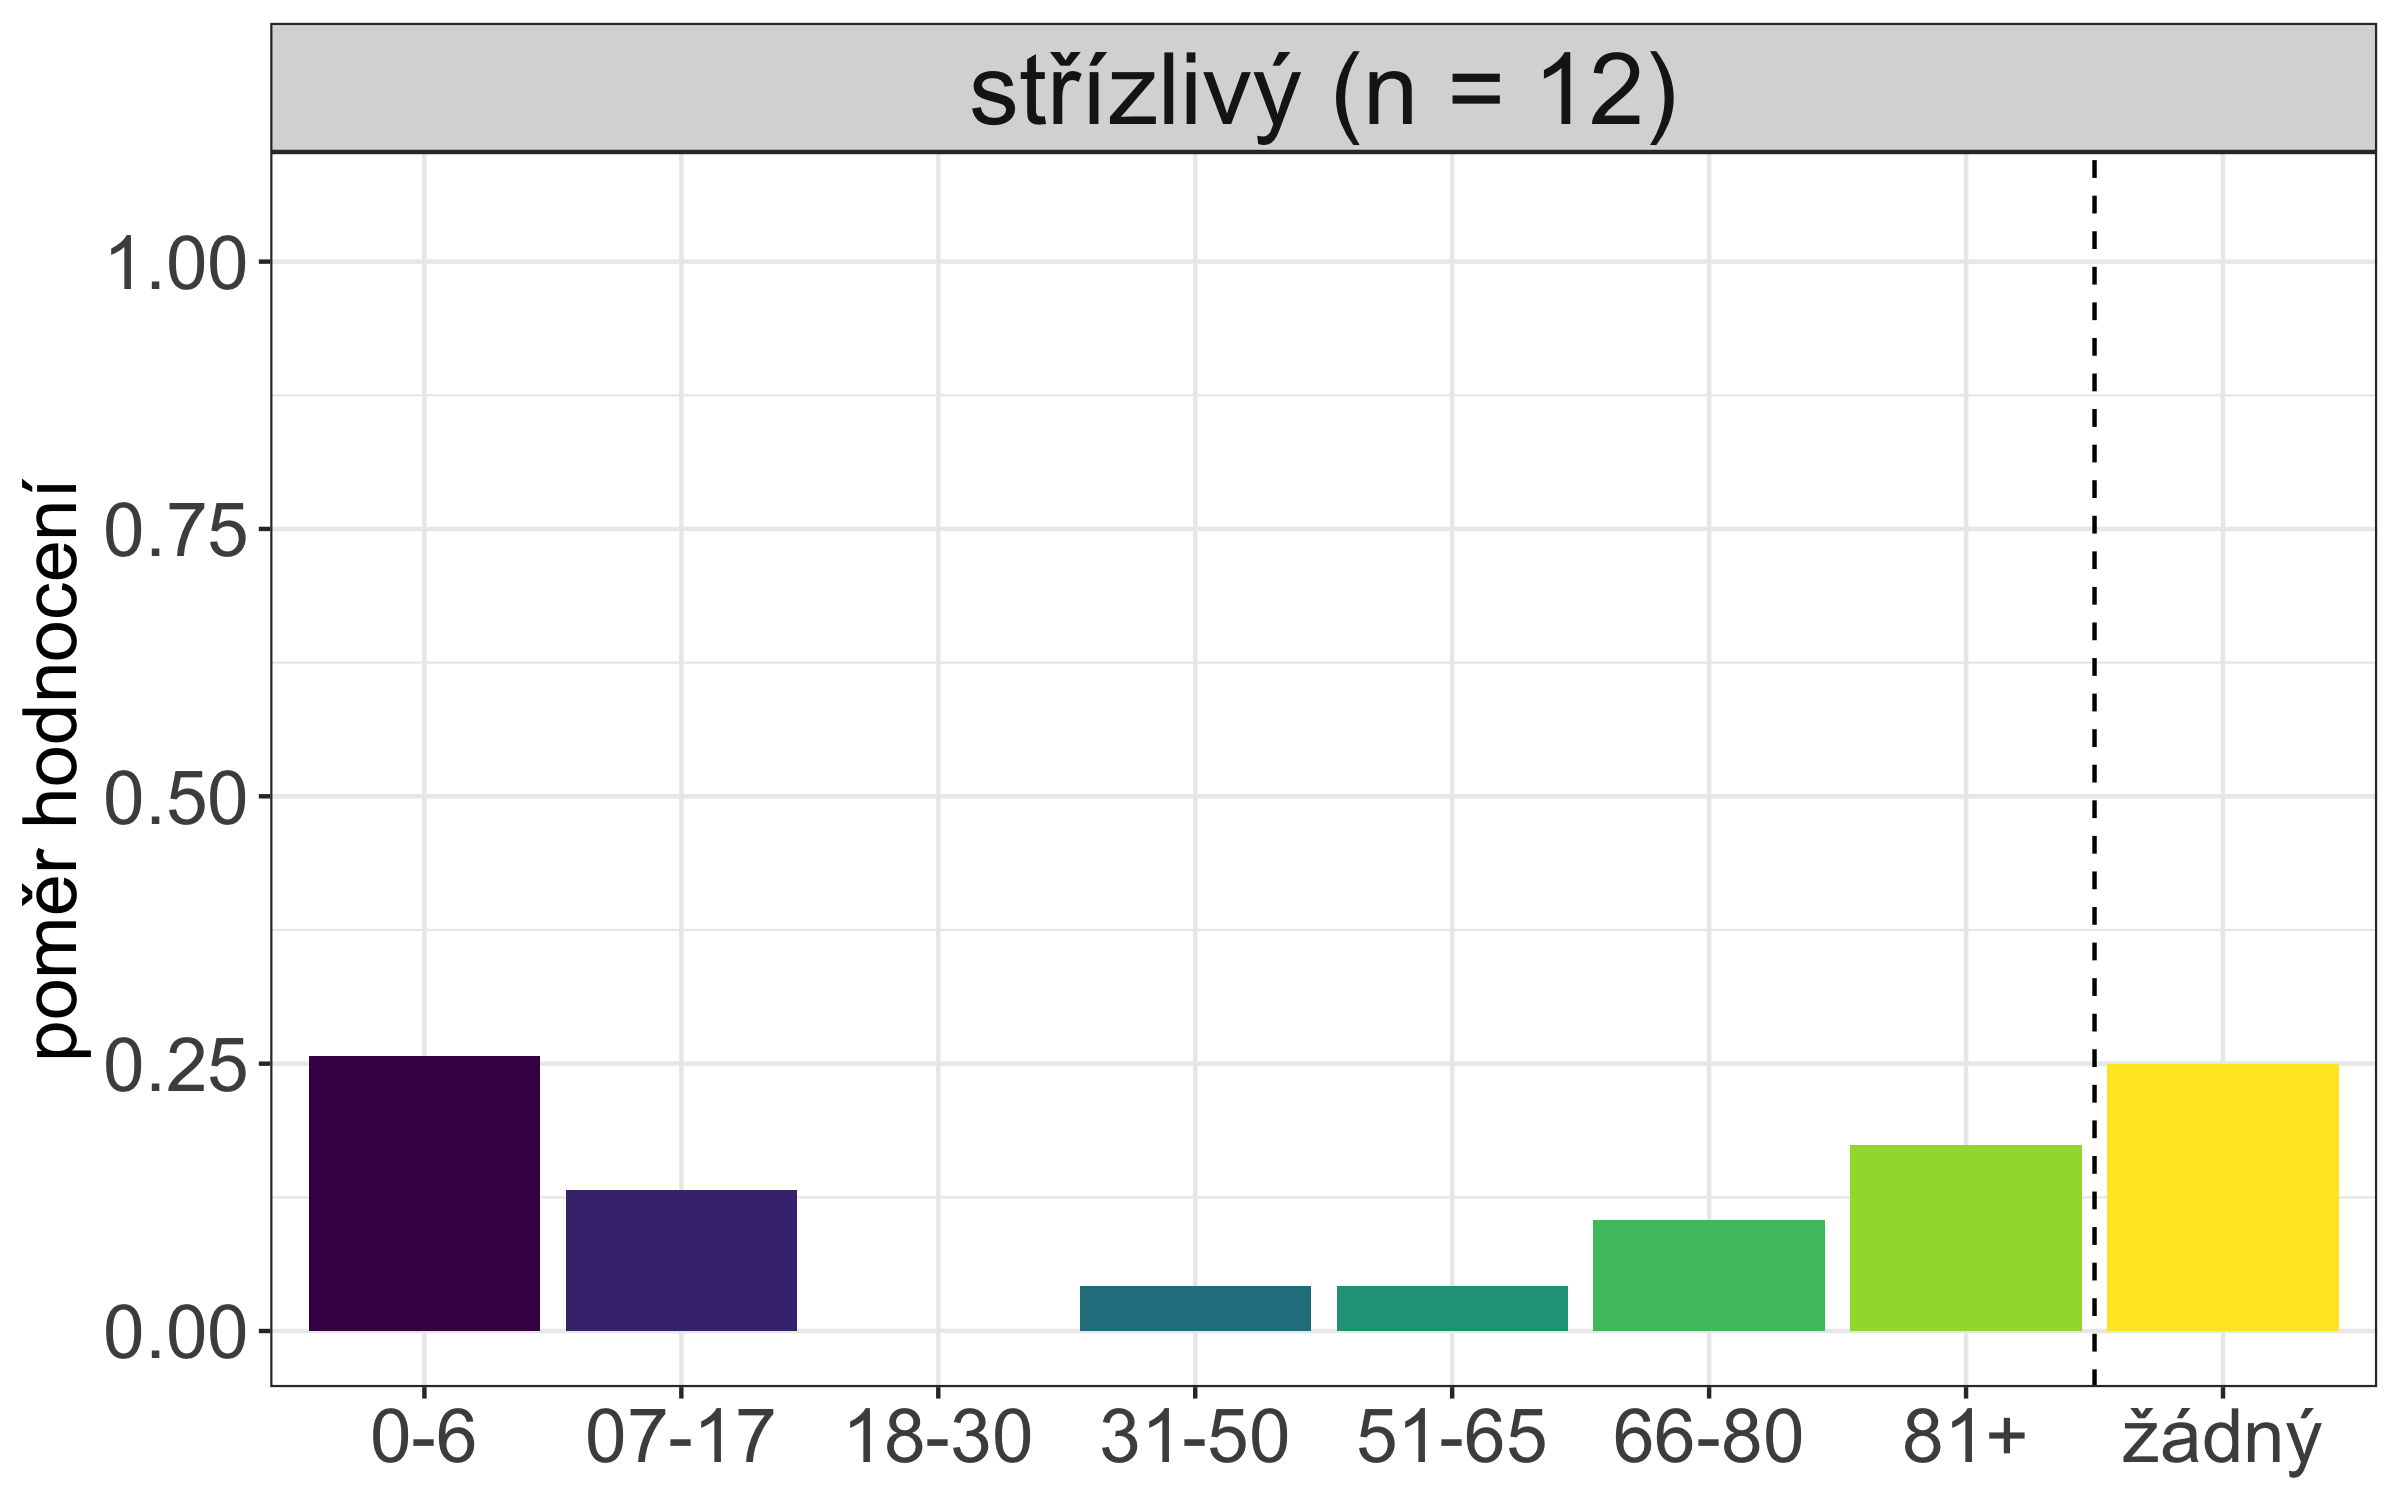 střízlivý (n = 12)
poměr hodnocení
1.00
0.75
0.50
0.25
0.00
0-6 07-17 18-30 31-50 51-65 66-80 81+ žádný